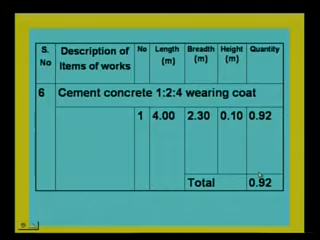 S. No Description of Items of works No Length (m) Breadth (m) Height (m) Quantity
6 Cement concrete 1:2:4 wearing coat
1 4.00 2.30 0.10 0.92
Total 0.92